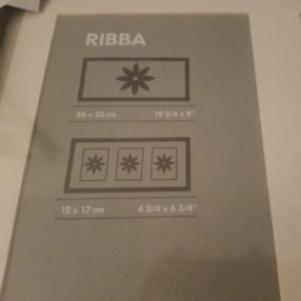 RIBBA
50 x 23 cm 19 3/4 x 9"
12 x 17 cm 4 3/4 x 6 3/4"